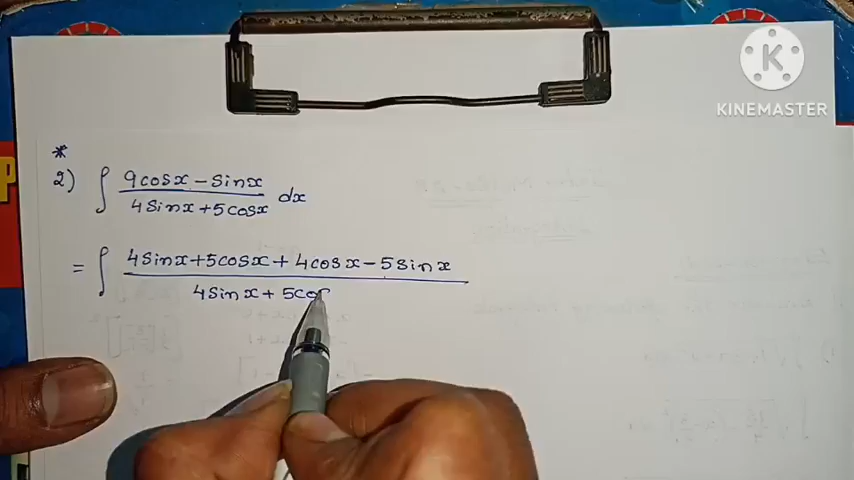 KINEMASTER
*
2) ∫ 9cosx - sinx / 4sinx + 5cosx dx
= ∫ 4sinx + 5cosx + 4cosx - 5sinx / 4sinx + 5cos